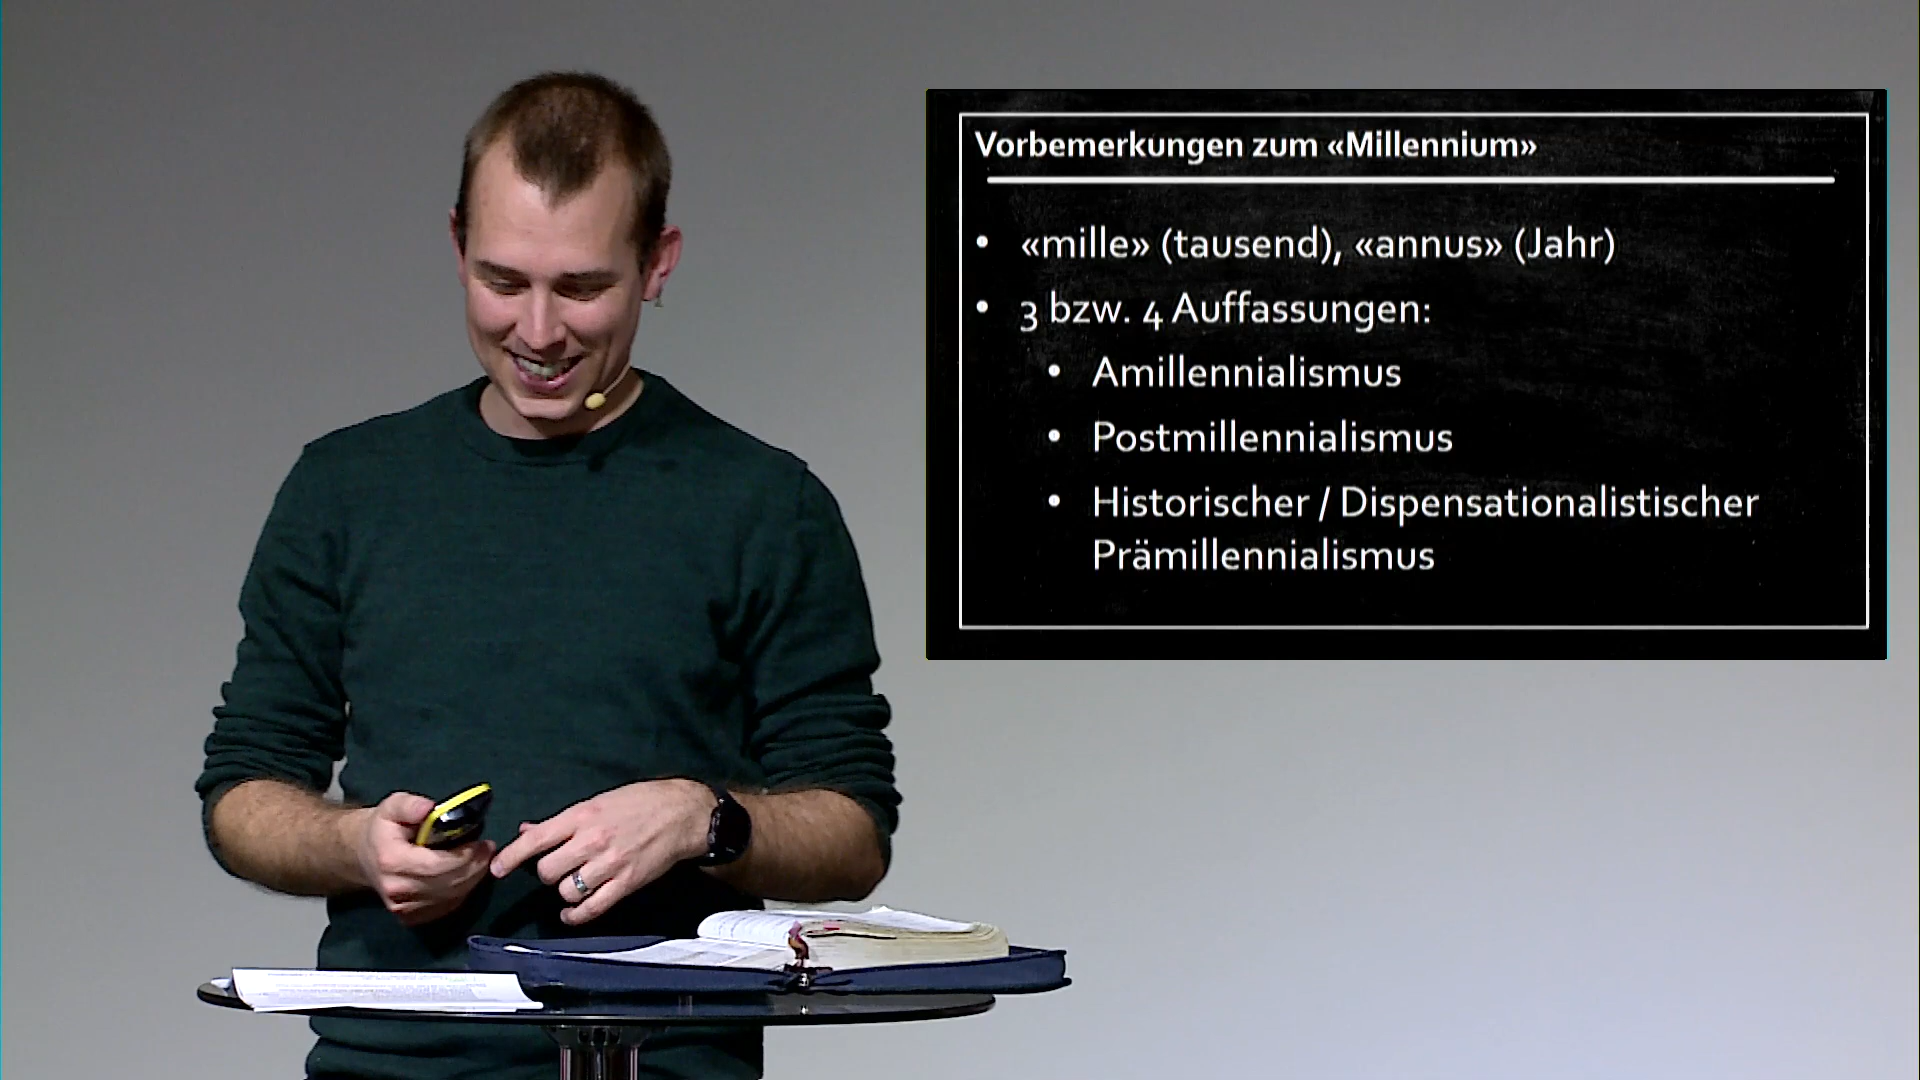 Vorbemerkungen zum «Millennium»
• «mille» (tausend), «annus» (Jahr)
• 3 bzw. 4 Auffassungen:
• Amillennialismus
• Postmillennialismus
• Historischer / Dispensationalistischer
Prämillennialismus